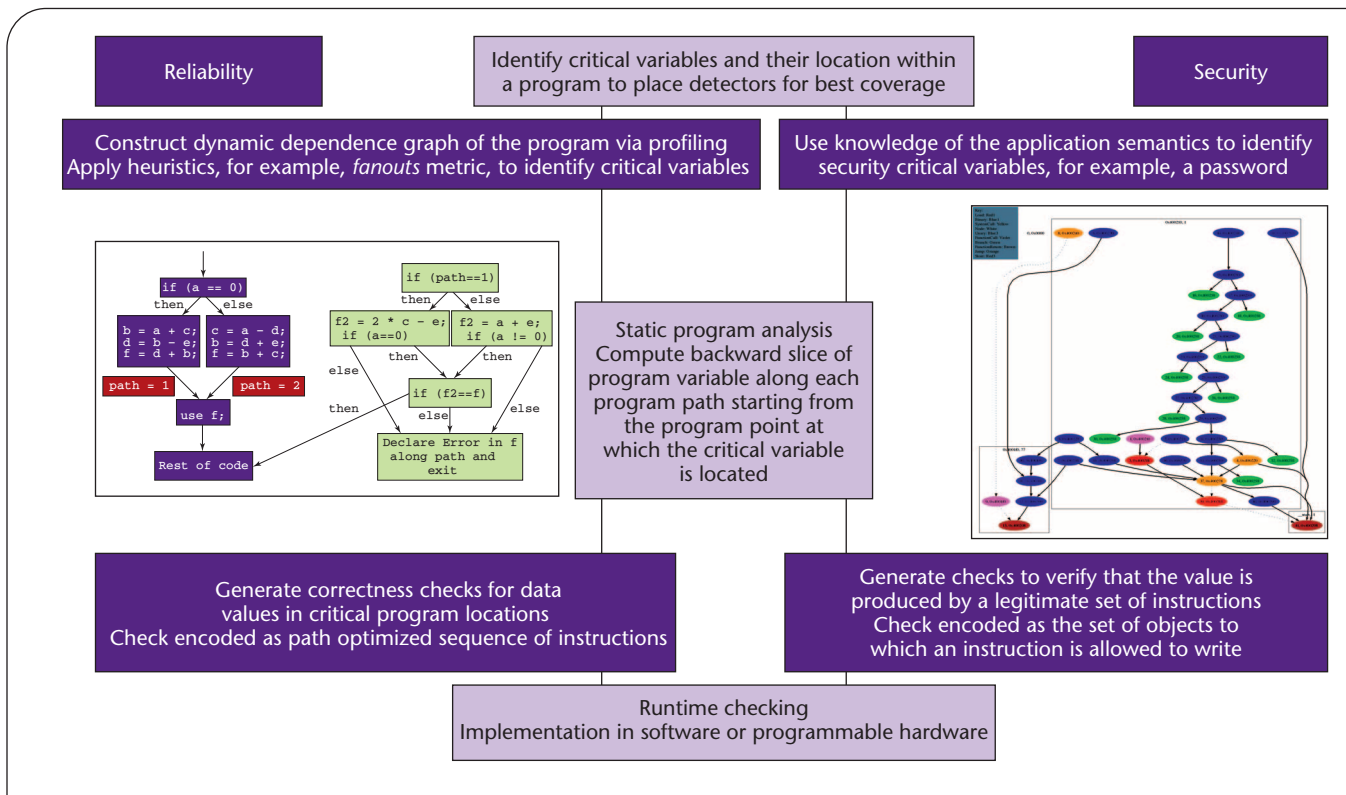 Reliability
Identify critical variables and their location within
a program to place detectors for best coverage
Security
Construct dynamic dependence graph of the program via profiling
Apply heuristics, for example, fanouts metric, to identify critical variables
Use knowledge of the application semantics to identify
security critical variables, for example, a password
if (a == 0)
then
else
b = a + c;
d = b - e;
f = d + b;
c = a - d;
b = d + e;
f = b + c;
path = 1
path = 2
use f;
Rest of code
if (path==1)
then
else
f2 = 2 * c - e;
if (a==0)
f2 = a + e;
if (a != 0)
then
then
else
if (f2==f)
then
else
else
Declare Error in f
along path and
exit
Static program analysis
Compute backward slice of
program variable along each
program path starting from
the program point at
which the critical variable
is located
Generate correctness checks for data
values in critical program locations
Check encoded as path optimized sequence of instructions
Generate checks to verify that the value is
produced by a legitimate set of instructions
Check encoded as the set of objects to
which an instruction is allowed to write
Runtime checking
Implementation in software or programmable hardware